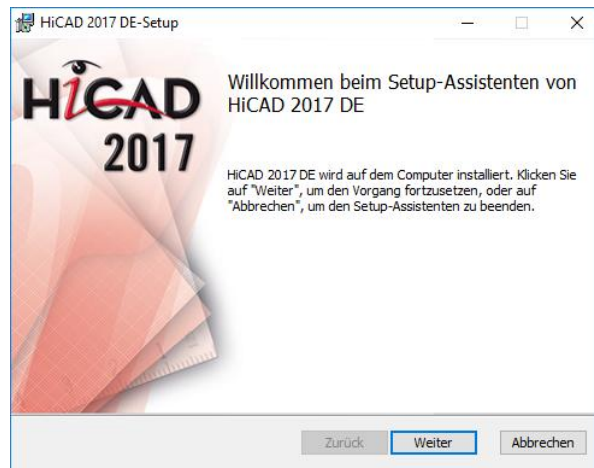 HiCAD 2017 DE-Setup
HiCAD
2017
Willkommen beim Setup-Assistenten von
HiCAD 2017 DE
HiCAD 2017 DE wird auf dem Computer installiert. Klicken Sie
auf "Weiter", um den Vorgang fortzusetzen, oder auf
"Abbrechen", um den Setup-Assistenten zu beenden.
Zurück Weiter Abbrechen